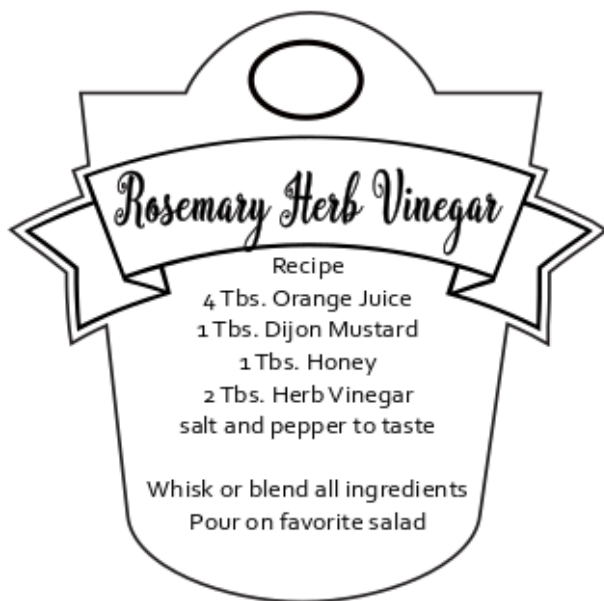 Rosemary Herb Vinegar
Recipe
4 Tbs. Orange Juice
1 Tbs. Dijon Mustard
1 Tbs. Honey
2 Tbs. Herb Vinegar
salt and pepper to taste
Whisk or blend all ingredients
Pour on favorite salad